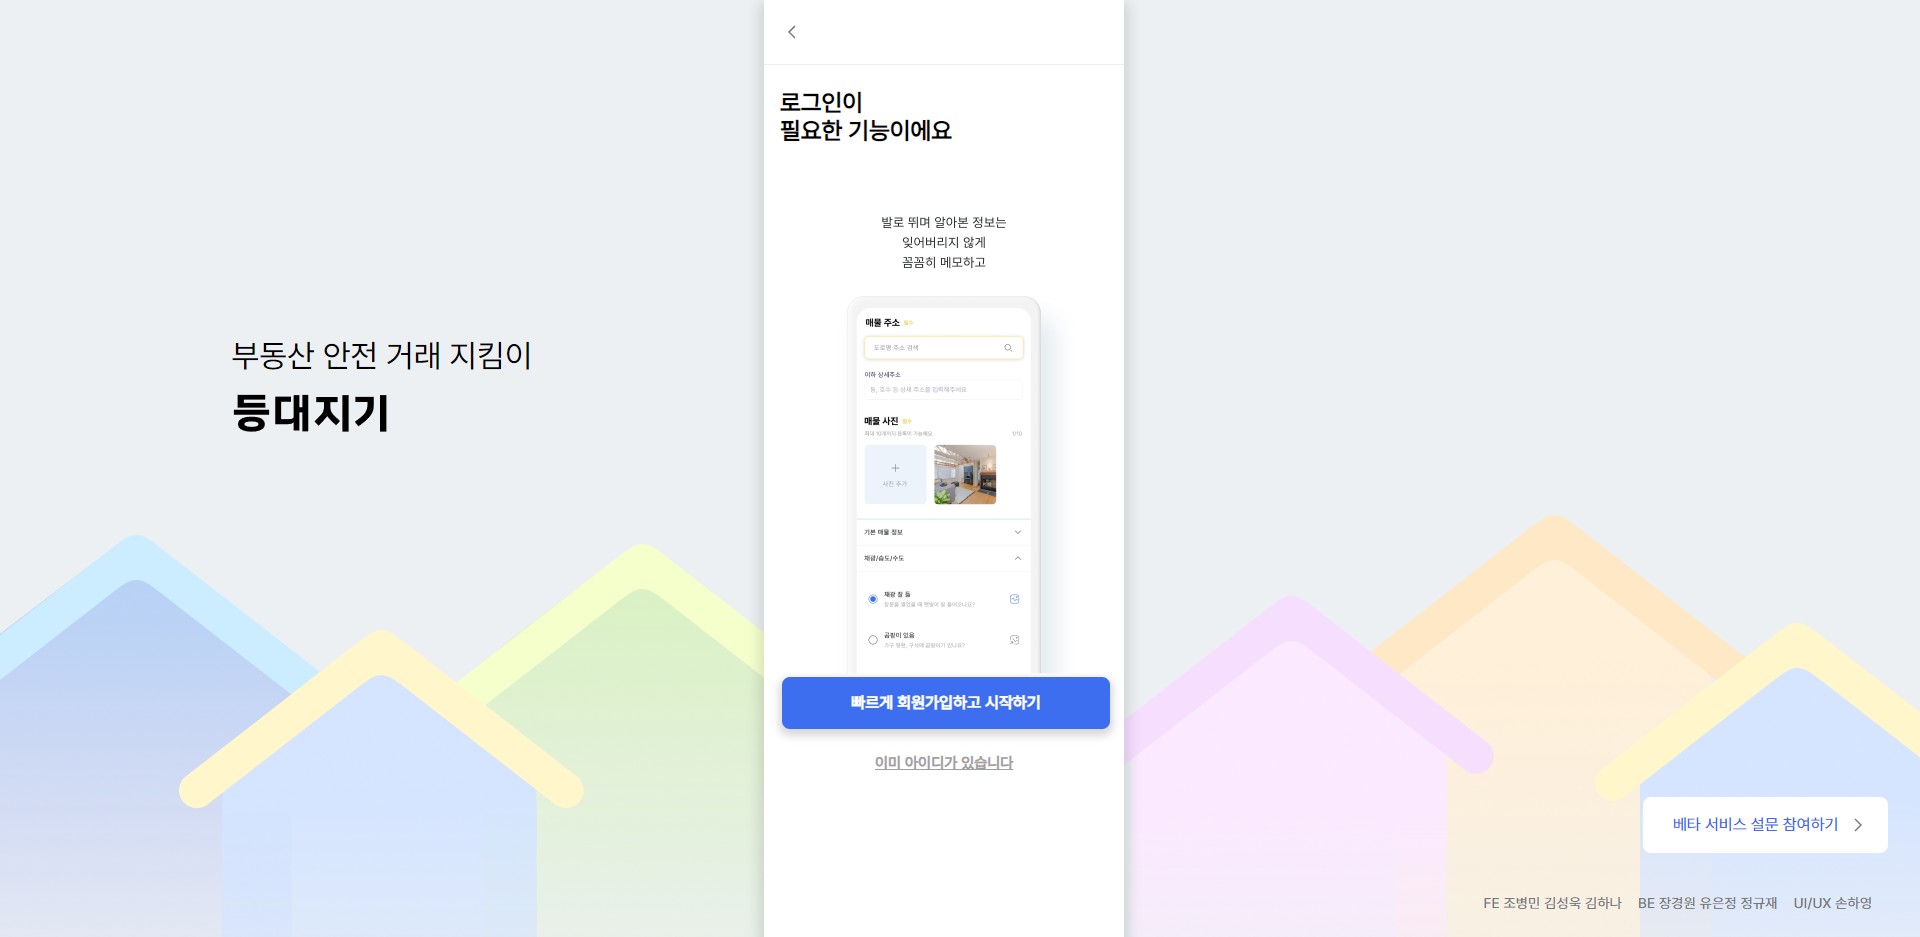 부동산 안전 거래 지킴이
등대지기
로그인이
필요한 기능이에요
발로 뛰며 알아본 정보는
잊어버리지 않게
꼼꼼히 메모하고
매물 주소 필수
도로명 주소 검색
이하 상세주소
동, 호수 등 상세 주소를 입력해주세요
매물 사진 필수
최대 10개까지 등록이 가능해요 1/10
사진 추가
기본 매물 정보
채광/습도/수도
채광 잘 듬
창문을 열었을 때 햇빛이 잘 들어오나요?
곰팡이 있음
가구 뒷편, 구석에 곰팡이가 있나요?
빠르게 회원가입하고 시작하기
이미 아이디가 있습니다
베타 서비스 설문 참여하기
FE 조병민 김성욱 김하나 BE 장경원 유은정 정규재 UI/UX 손하영